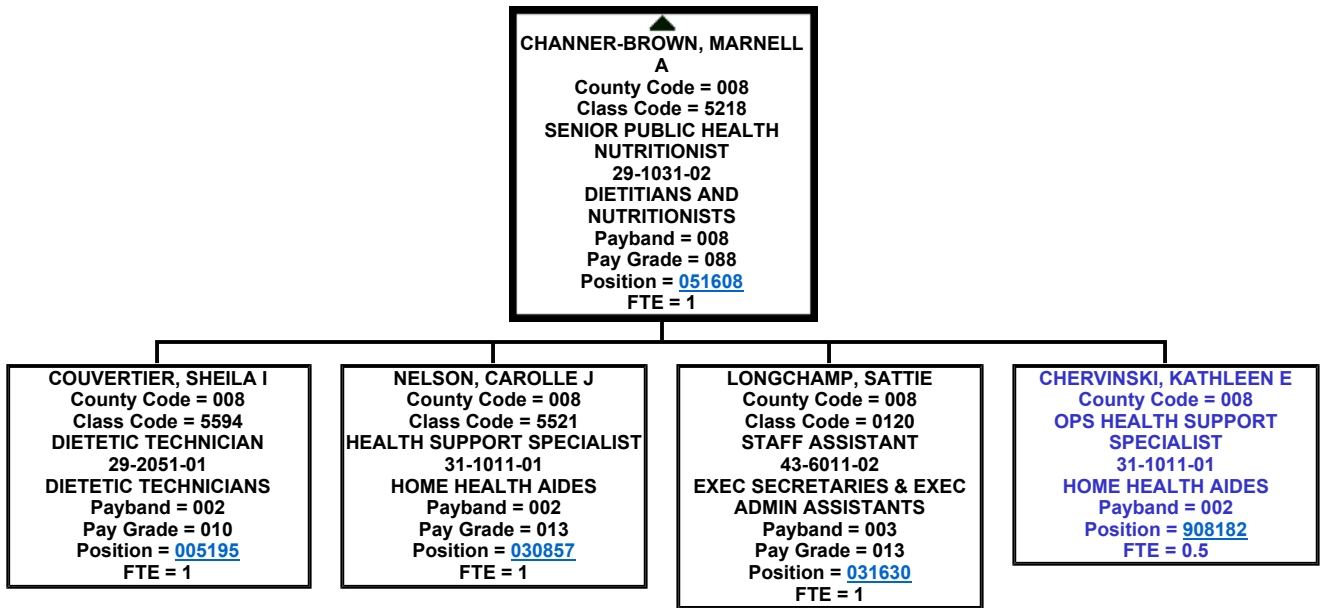 CHANNER-BROWN, MARNELL
A
County Code = 008
Class Code = 5218
SENIOR PUBLIC HEALTH
NUTRITIONIST
29-1031-02
DIETITIANS AND
NUTRITIONISTS
Payband = 008
Pay Grade = 088
Position = 051608
FTE = 1
COUVERTIER, SHEILA I
County Code = 008
Class Code = 5594
DIETETIC TECHNICIAN
29-2051-01
DIETETIC TECHNICIANS
Payband = 002
Pay Grade = 010
Position = 005195
FTE = 1
NELSON, CAROLLE J
County Code = 008
Class Code = 5521
HEALTH SUPPORT SPECIALIST
31-1011-01
HOME HEALTH AIDES
Payband = 002
Pay Grade = 013
Position = 030857
FTE = 1
LONGCHAMP, SATTIE
County Code = 008
Class Code = 0120
STAFF ASSISTANT
43-6011-02
EXEC SECRETARIES & EXEC
ADMIN ASSISTANTS
Payband = 003
Pay Grade = 013
Position = 031630
FTE = 1
CHERVINSKI, KATHLEEN E
County Code = 008
OPS HEALTH SUPPORT
SPECIALIST
31-1011-01
HOME HEALTH AIDES
Payband = 002
Position = 908182
FTE = 0.5